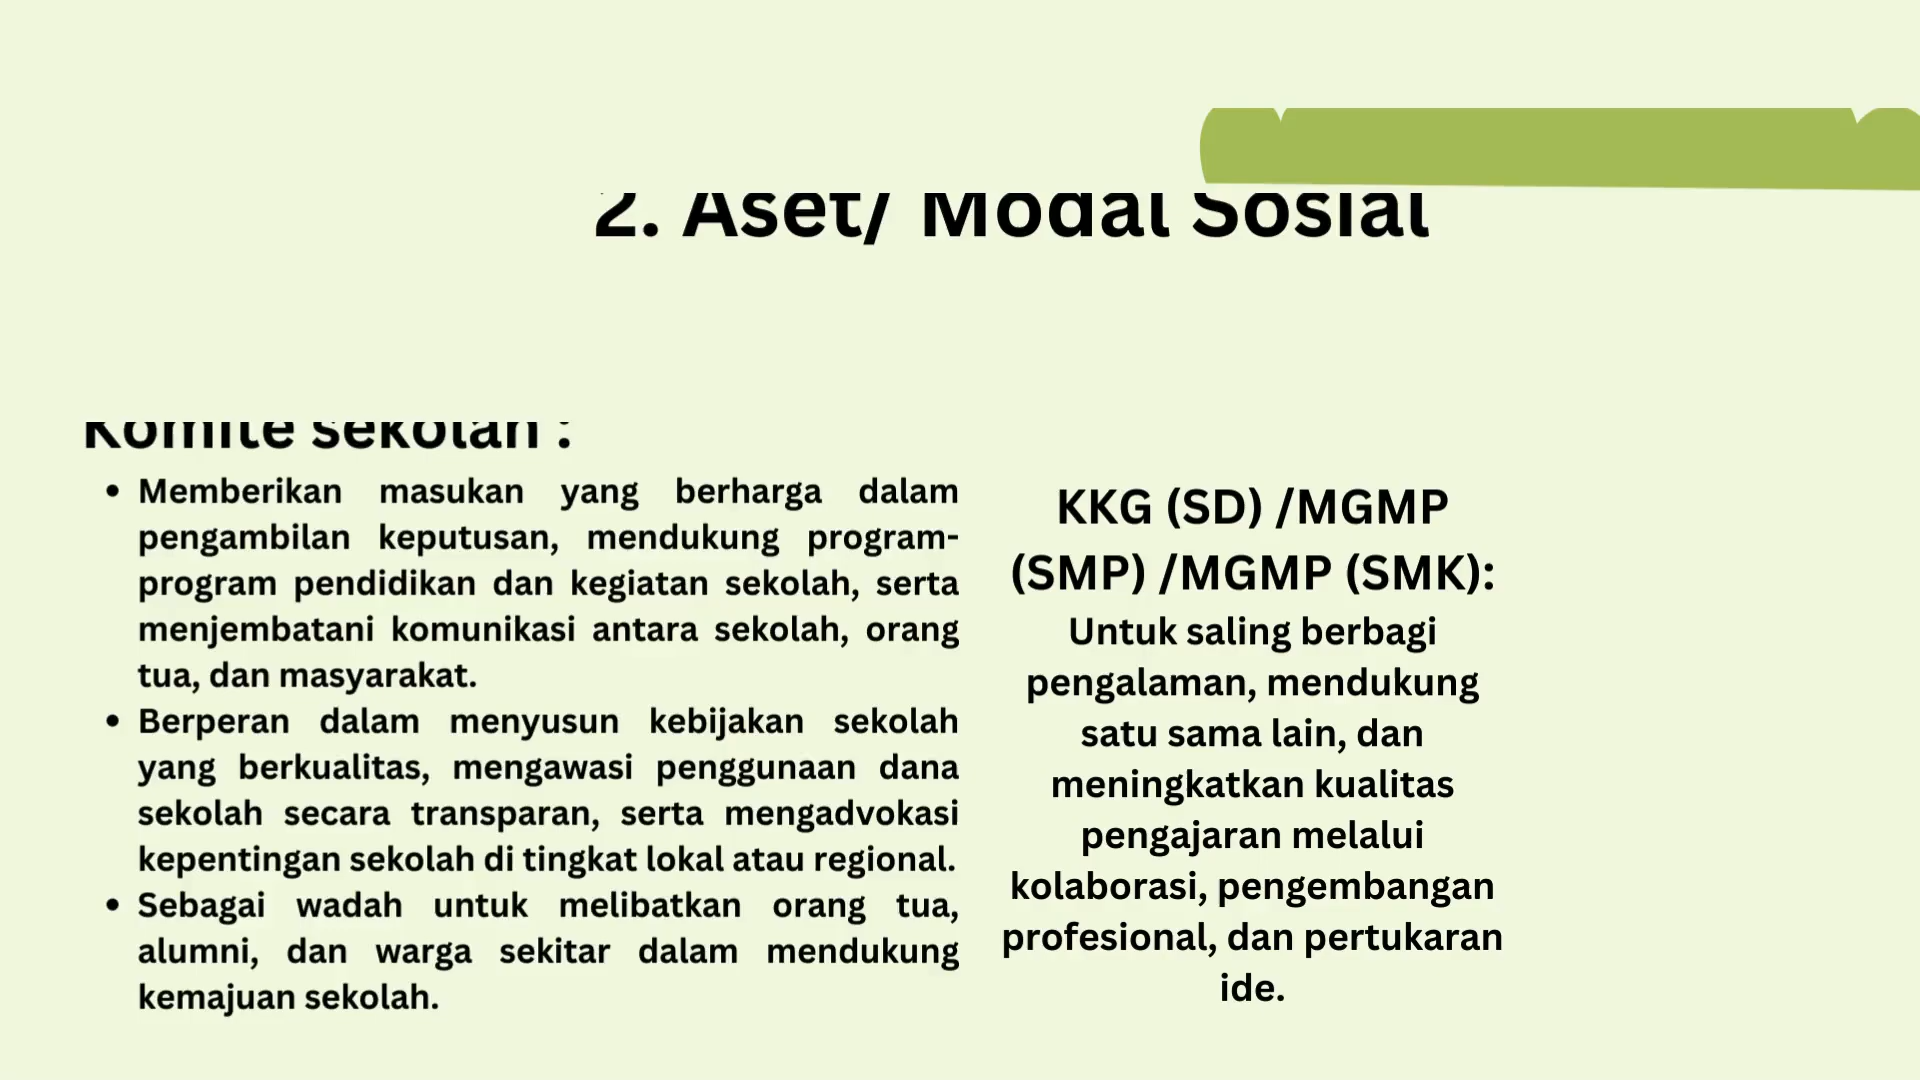 2. Aset/ Modal Sosial
Komite sekolah :
• Memberikan masukan yang berharga dalam
pengambilan keputusan, mendukung program-
program pendidikan dan kegiatan sekolah, serta
menjembatani komunikasi antara sekolah, orang
tua, dan masyarakat.
• Berperan dalam menyusun kebijakan sekolah
yang berkualitas, mengawasi penggunaan dana
sekolah secara transparan, serta mengadvokasi
kepentingan sekolah di tingkat lokal atau regional.
• Sebagai wadah untuk melibatkan orang tua,
alumni, dan warga sekitar dalam mendukung
kemajuan sekolah.
KKG (SD) /MGMP
(SMP) /MGMP (SMK):
Untuk saling berbagi
pengalaman, mendukung
satu sama lain, dan
meningkatkan kualitas
pengajaran melalui
kolaborasi, pengembangan
profesional, dan pertukaran
ide.